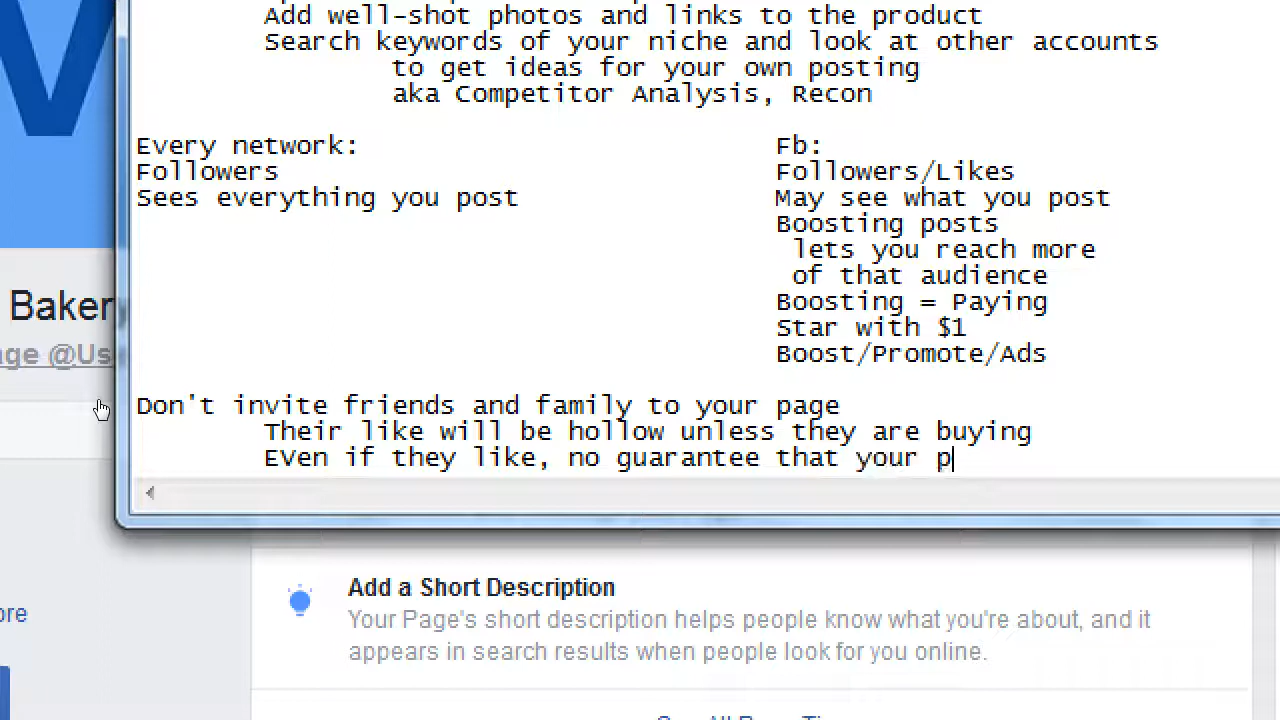 Add well-shot photos and links to the product
Search keywords of your niche and look at other accounts
to get ideas for your own posting
aka Competitor Analysis, Recon
Every network:
Followers
Sees everything you post
Fb:
Followers/Likes
May see what you post
Boosting posts
lets you reach more
of that audience
Boosting = Paying
Star with $1
Boost/Promote/Ads
Don't invite friends and family to your page
Their like will be hollow unless they are buying
EVen if they like, no guarantee that your p
Baker
@Us
Add a Short Description
Your Page's short description helps people know what you're about, and it
appears in search results when people look for you online.